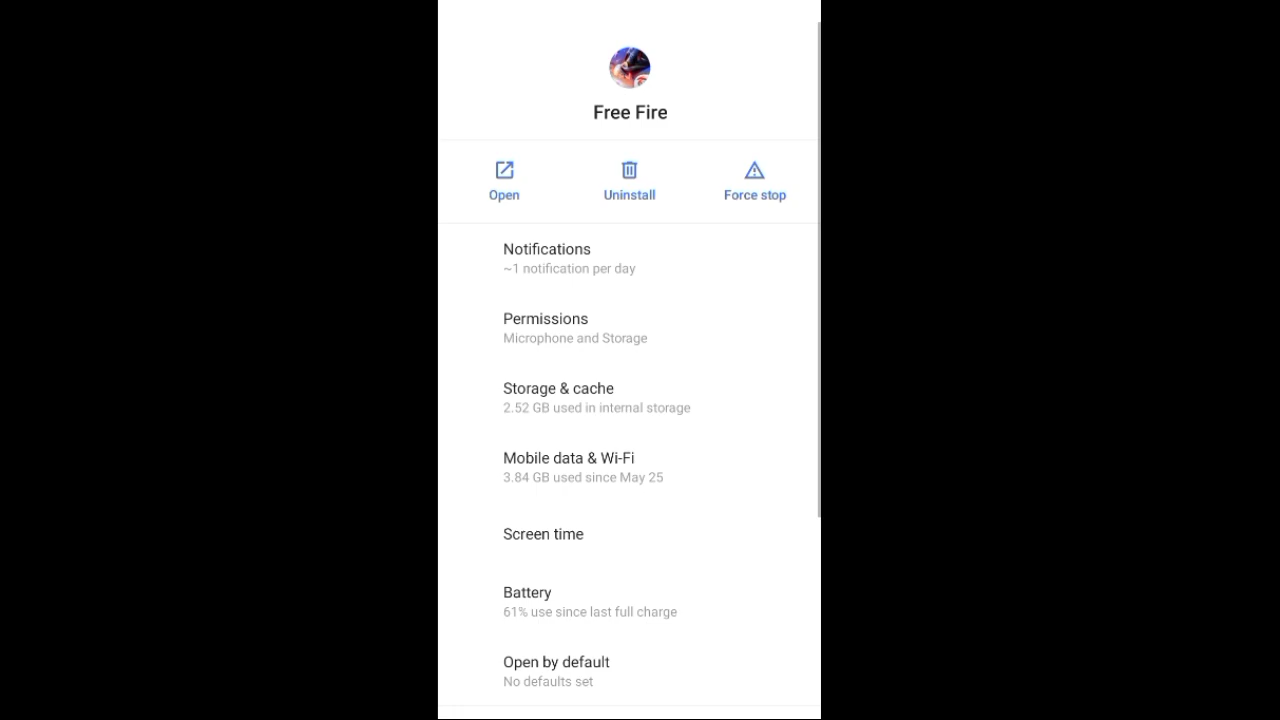 Free Fire
Open
Uninstall
Force stop
Notifications
~1 notification per day
Permissions
Microphone and Storage
Storage & cache
2.52 GB used in internal storage
Mobile data & Wi-Fi
3.84 GB used since May 25
Screen time
Battery
61% use since last full charge
Open by default
No defaults set